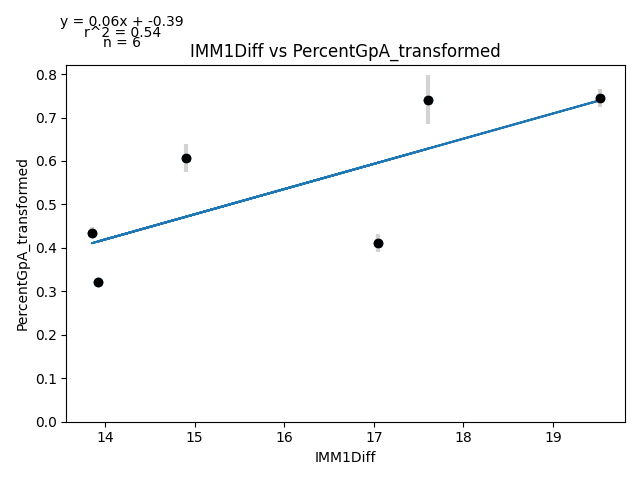 y = 0.06x + -0.39
r^2 = 0.54
n = 6
IMM1Diff vs PercentGpA_transformed
0.8
0.7
0.6
0.5
0.4
0.3
0.2
0.1
0.0
PercentGpA_transformed
14 15 16 17 18 19
IMM1Diff